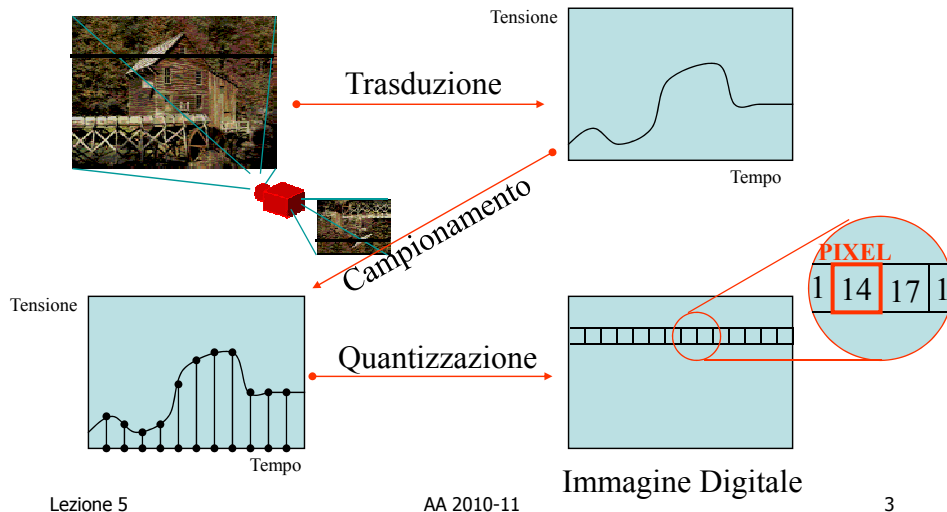 Tensione
Trasduzione
Tempo
Campionamento
PIXEL
1 14 17 1
Tensione
Quantizzazione
Tempo
Immagine Digitale
Lezione 5
AA 2010-11
3